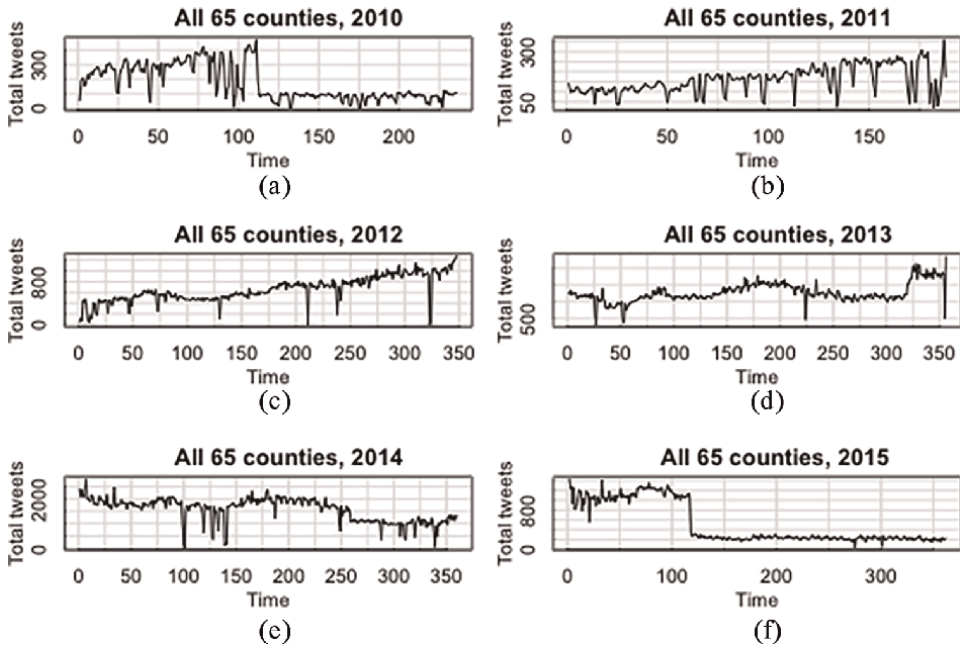 All 65 counties, 2010
Total tweets
300
0
0 50 100 150 200
Time
(a)
All 65 counties, 2011
Total tweets
300
50
0 50 100 150
Time
(b)
All 65 counties, 2012
Total tweets
800
0
0 50 100 150 200 250 300 350
Time
(c)
All 65 counties, 2013
Total tweets
500
0 50 100 150 200 250 300 350
Time
(d)
All 65 counties, 2014
Total tweets
2000
0
0 50 100 150 200 250 300 350
Time
(e)
All 65 counties, 2015
Total tweets
800
0
0 100 200 300
Time
(f)